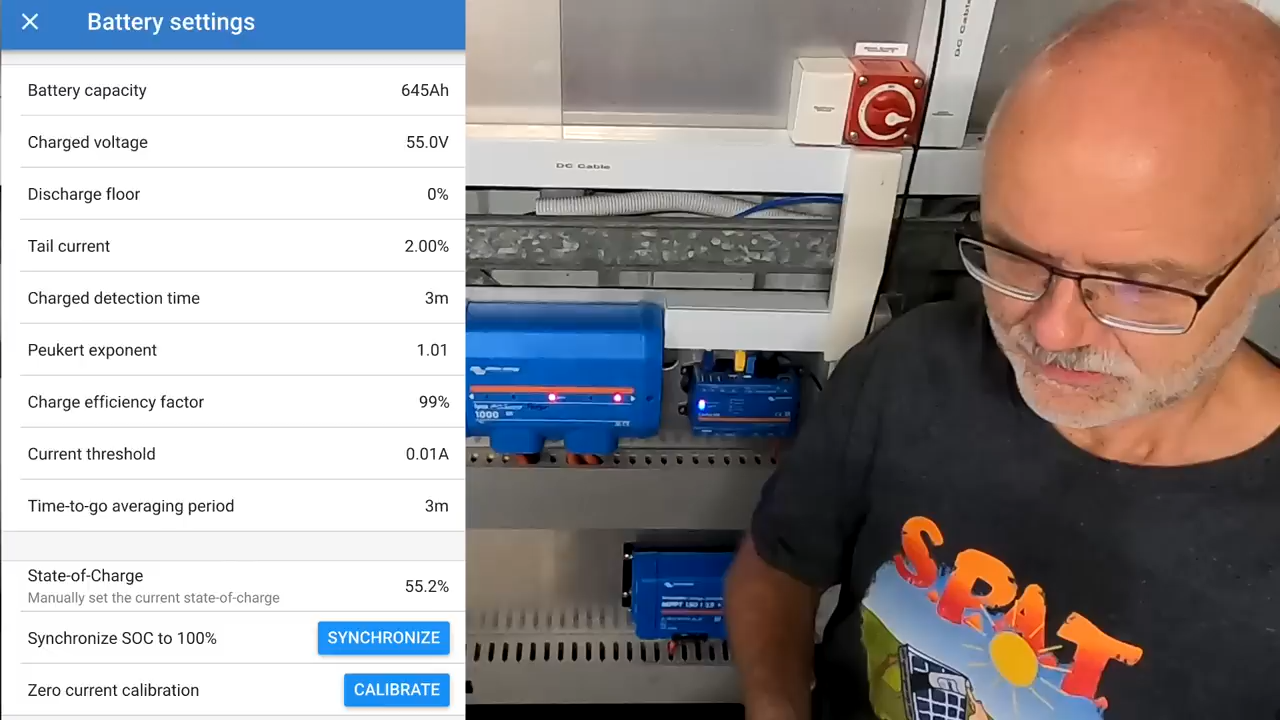 Battery settings
Battery capacity 645Ah
Charged voltage 55.0V
Discharge floor 0%
Tail current 2.00%
Charged detection time 3m
Peukert exponent 1.01
Charge efficiency factor 99%
Current threshold 0.01A
Time-to-go averaging period 3m
State-of-Charge 55.2%
Manually set the current state-of-charge
Synchronize SOC to 100% SYNCHRONIZE
Zero current calibration CALIBRATE
DC Cable
DC Cable
1000
SPAT